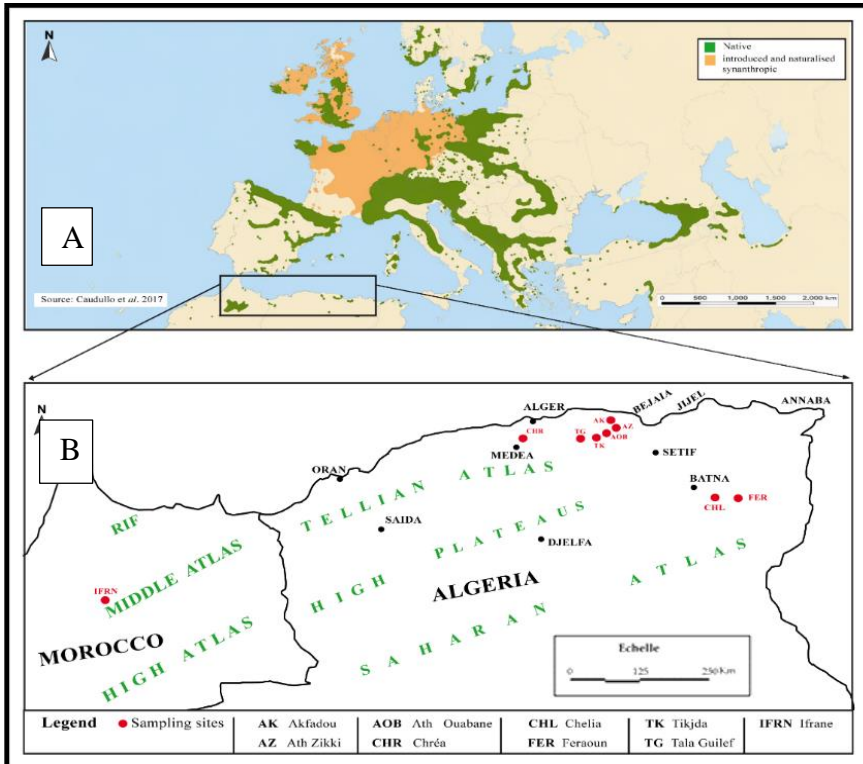 N
Native
introduced and naturalised
synanthropic
A
Source: Caudullo et al. 2017
0 500 1,000 1,500 2,000 km
N
B
ALGER
BEJAIA
JIJEL
ANNABA
AK
AZ
CHR
TG
AOB
TK
MEDEA
SETIF
ORAN
BATNA
TELLIAN ATLAS
CHL
FER
RIF
SAIDA
HIGH PLATEAUS
DJELFA
MIDDLE ATLAS
IFRN
ALGERIA
SAHARAN ATLAS
MOROCCO
HIGH ATLAS
Echelle
0 125 250 Km
Legend Sampling sites AK Akfadou AOB Ath Ouabane CHL Chelia TK Tikjda IFRN Ifrane
AZ Ath Zikki CHR Chréa FER Feraoun TG Tala Guilef